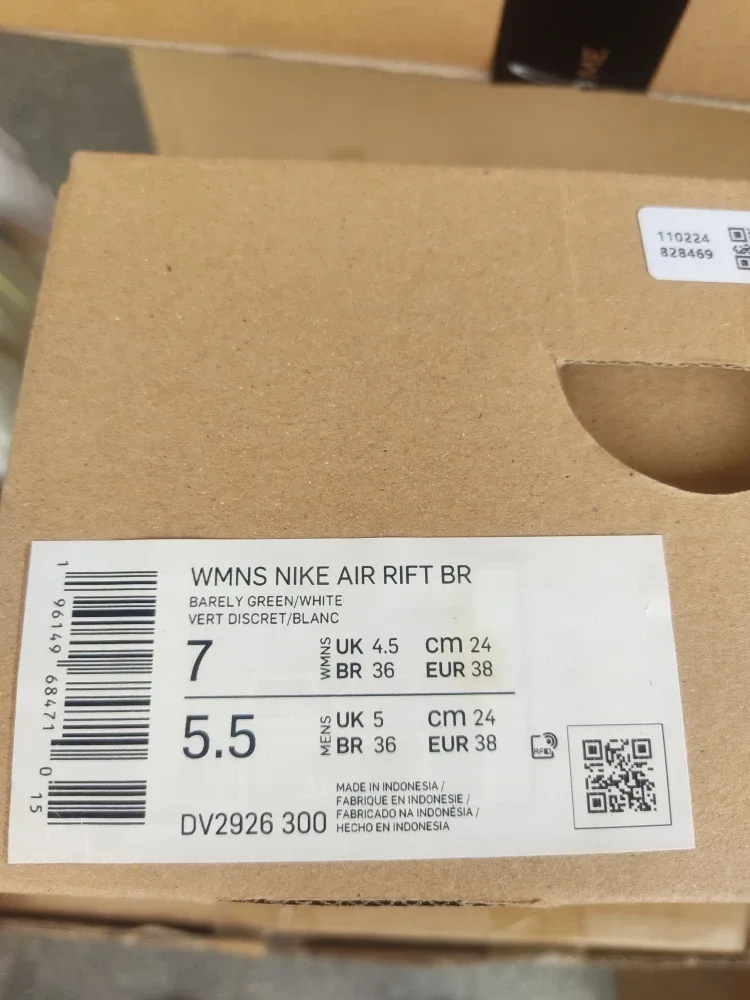 ME
110224
828469
WMNS NIKE AIR RIFT BR
BARELY GREEN/WHITE
VERT DISCRET/BLANC
7 WMNS UK 4.5 cm 24
BR 36 EUR 38
5.5 MENS UK 5 cm 24
BR 36 EUR 38
RFID
DV2926 300
MADE IN INDONESIA /
FABRIQUE EN INDONESIE /
FABRICADO NA INDONÉSIA /
HECHO EN INDONESIA
1 96149 68471 0 15